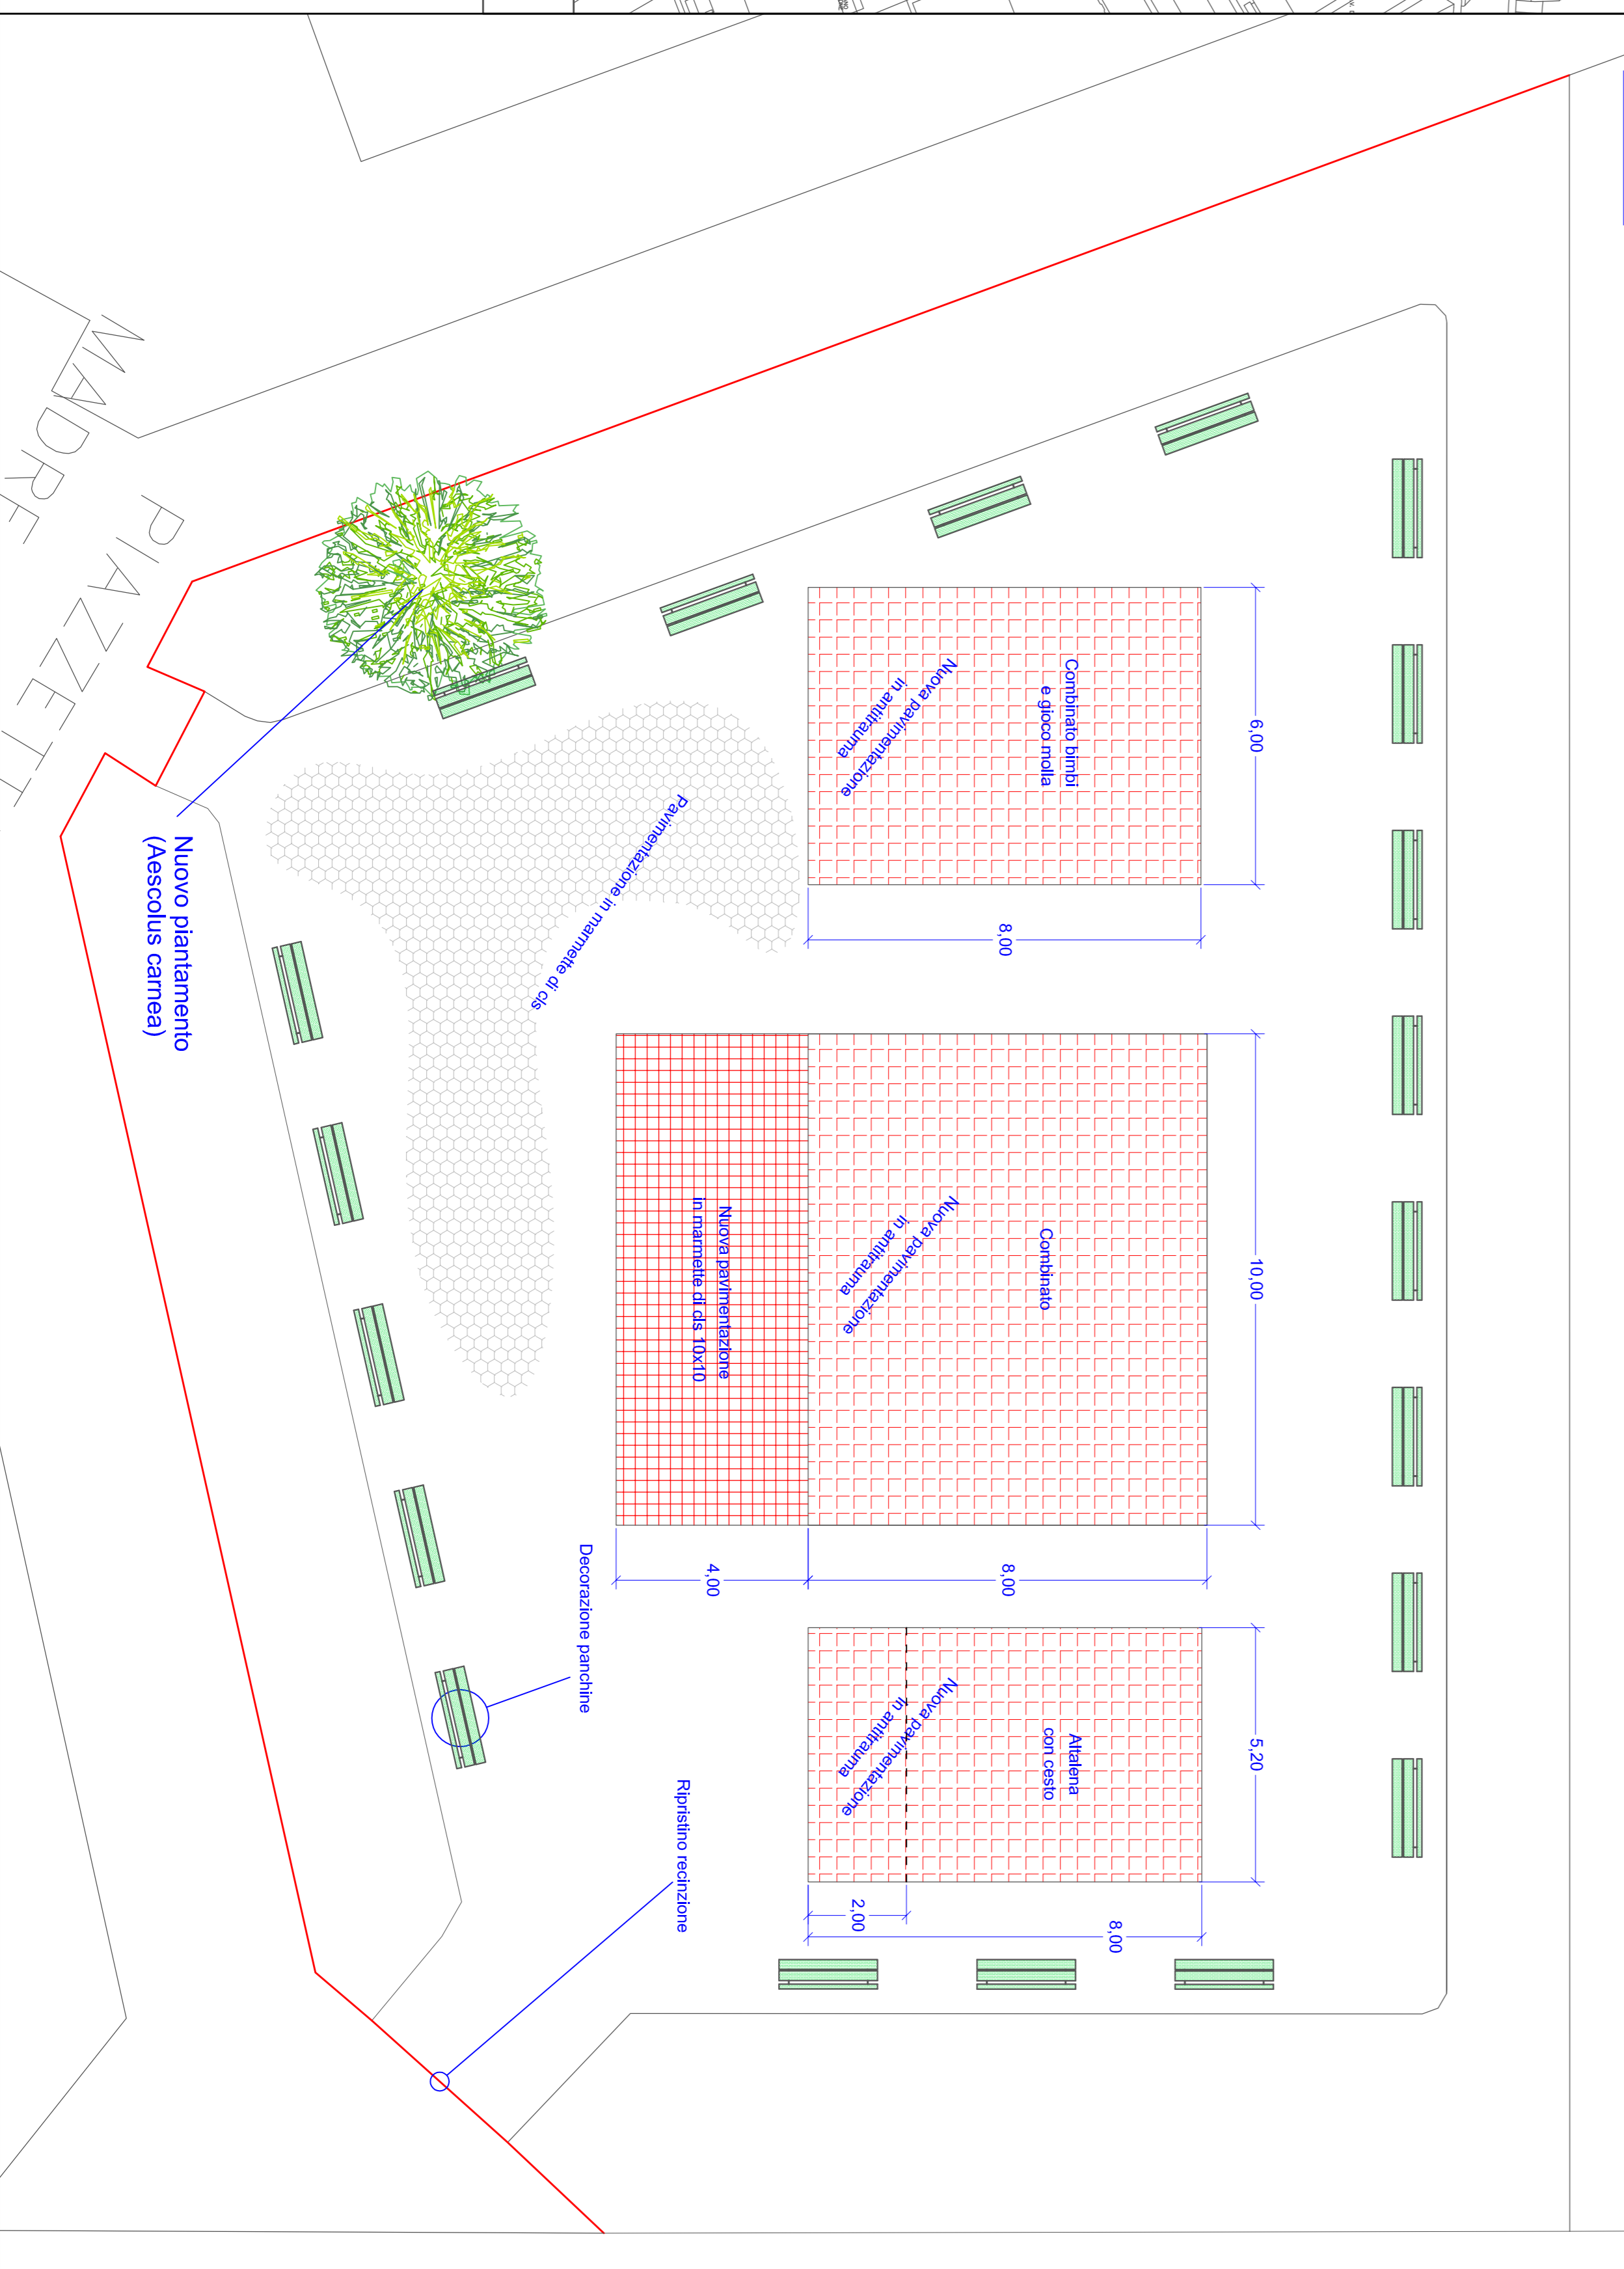 6,00
10,00
5,20
Combinato bimbi
e gioco molla
Nuova pavimentazione
in antitrauma
8,00
Combinato
Nuova pavimentazione
in antitrauma
8,00
4,00
Nuova pavimentazione
in marmette di cls 10x10
Altalena
con cesto
Nuova pavimentazione
in antitrauma
8,00
2,00
Pavimentazione in marmette di cls
Ripristino recinzione
Decorazione panchine
Nuovo piantamento
(Aescolus carnea)
PIAZZETT
MADRE